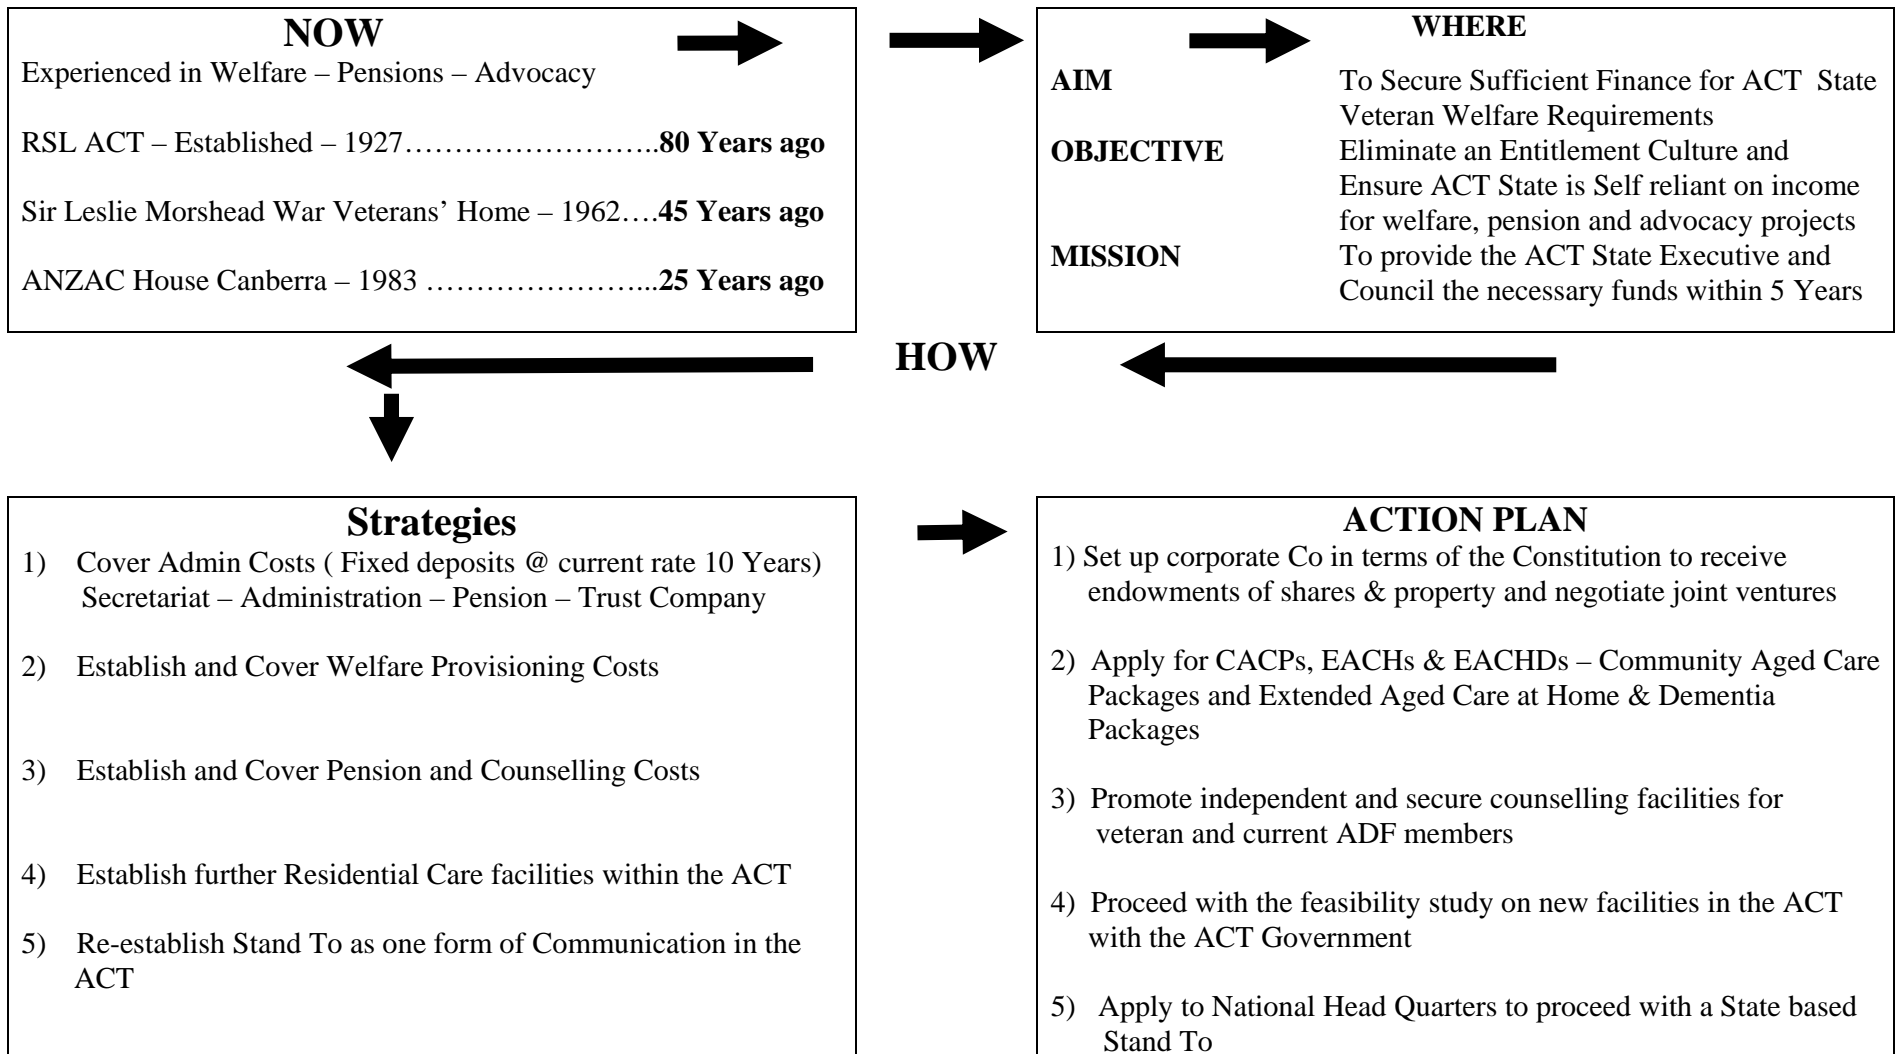 NOW
Experienced in Welfare – Pensions – Advocacy
RSL ACT – Established – 1927……………………..80 Years ago
Sir Leslie Morshead War Veterans’ Home – 1962….45 Years ago
ANZAC House Canberra – 1983 …………………...25 Years ago
WHERE
AIM To Secure Sufficient Finance for ACT State
Veteran Welfare Requirements
OBJECTIVE Eliminate an Entitlement Culture and
Ensure ACT State is Self reliant on income
for welfare, pension and advocacy projects
MISSION To provide the ACT State Executive and
Council the necessary funds within 5 Years
HOW
Strategies
1) Cover Admin Costs ( Fixed deposits @ current rate 10 Years)
Secretariat – Administration – Pension – Trust Company
2) Establish and Cover Welfare Provisioning Costs
3) Establish and Cover Pension and Counselling Costs
4) Establish further Residential Care facilities within the ACT
5) Re-establish Stand To as one form of Communication in the
ACT
ACTION PLAN
1) Set up corporate Co in terms of the Constitution to receive
endowments of shares & property and negotiate joint ventures
2) Apply for CACPs, EACHs & EACHDs – Community Aged Care
Packages and Extended Aged Care at Home & Dementia
Packages
3) Promote independent and secure counselling facilities for
veteran and current ADF members
4) Proceed with the feasibility study on new facilities in the ACT
with the ACT Government
5) Apply to National Head Quarters to proceed with a State based
Stand To